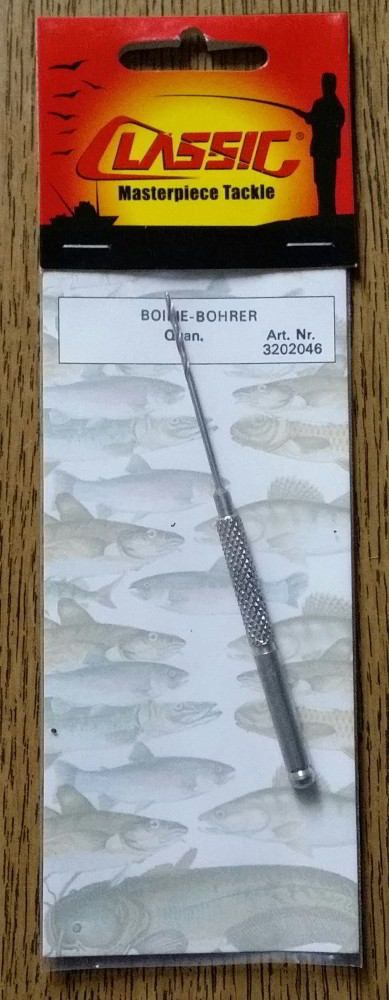 CLASSIC®
Masterpiece Tackle
BOILIE-BOHRER
Quan. Art. Nr.
3202046